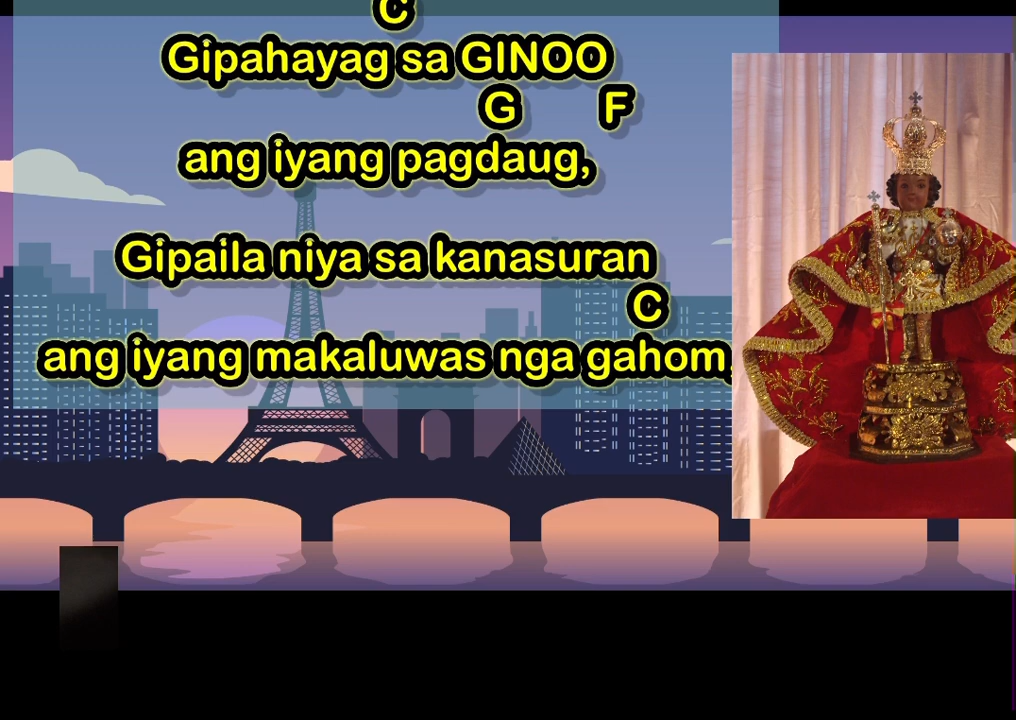 C
Gipahayag sa GINOO
G F
ang iyang pagdaug,
Gipaila niya sa kanasuran
C
ang iyang makaluwas nga gahom,